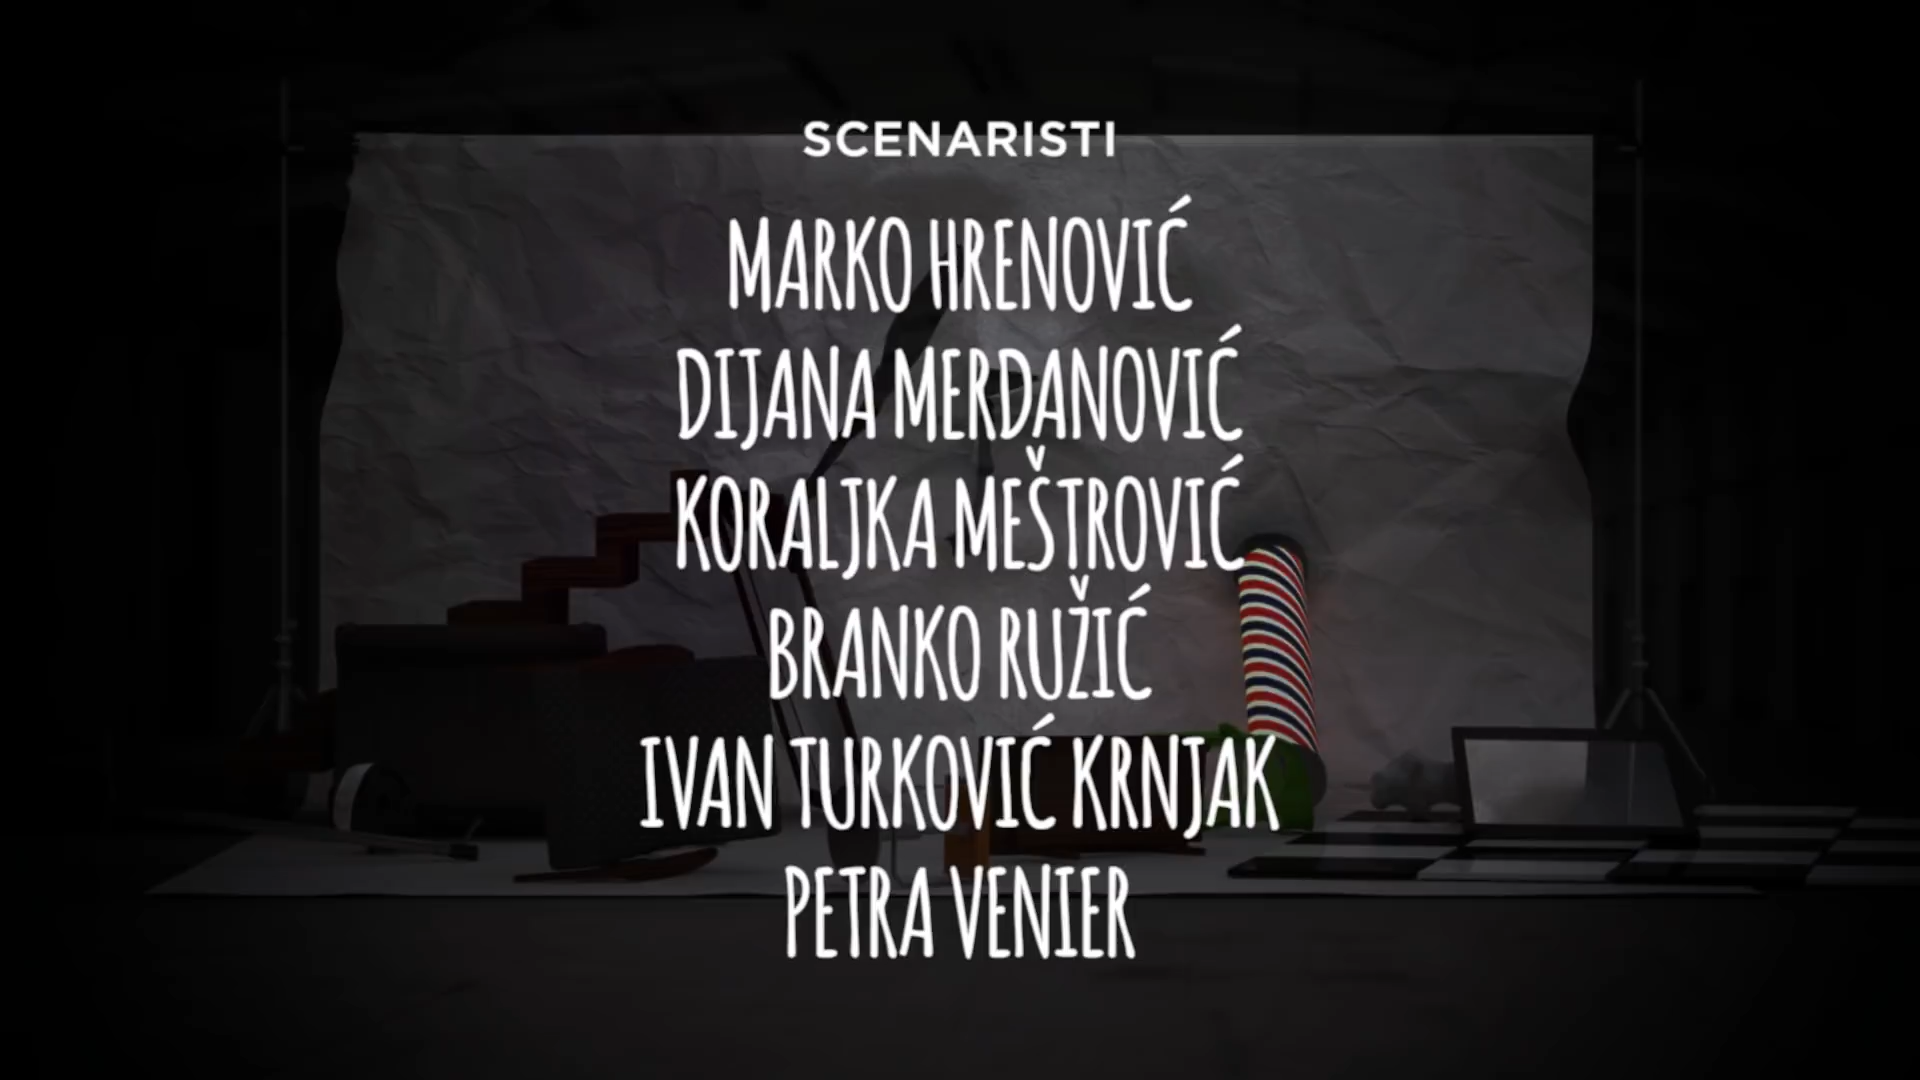 SCENARISTI
MARKO HRENOVIĆ
DIJANA MERDANOVIĆ
KORALJKA MEŠTROVIĆ
BRANKO RUŽIĆ
IVAN TURKOVIĆ KRNJAK
PETRA VENIER